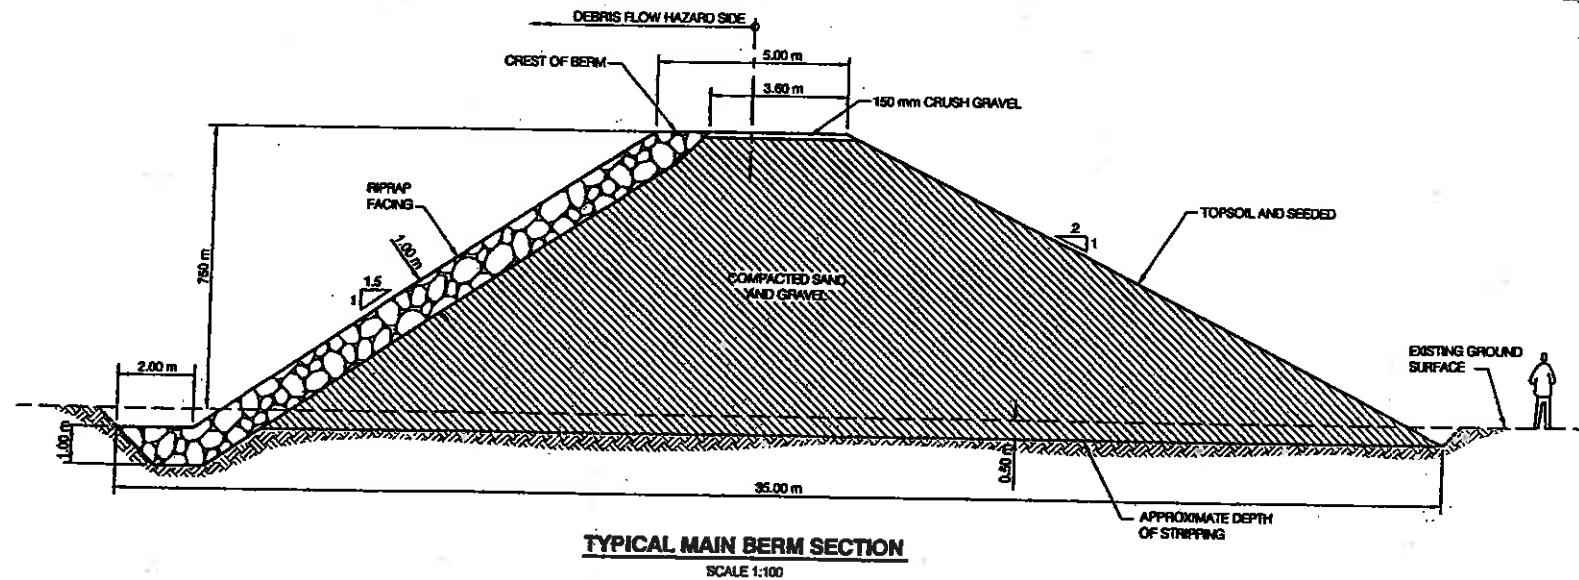 DEBRIS FLOW HAZARD SIDE
5.00 m
CREST OF BERM
3.60 m
150 mm CRUSH GRAVEL
RIPRAP
FACING
1.00 m
750 m
1.5
1
2
1
TOPSOIL AND SEEDED
COMPACTED SAND
AND GRAVEL
2.00 m
EXISTING GROUND
SURFACE
1.00 m
0.50 m
35.00 m
APPROXIMATE DEPTH
OF STRIPPING
TYPICAL MAIN BERM SECTION
SCALE 1:100